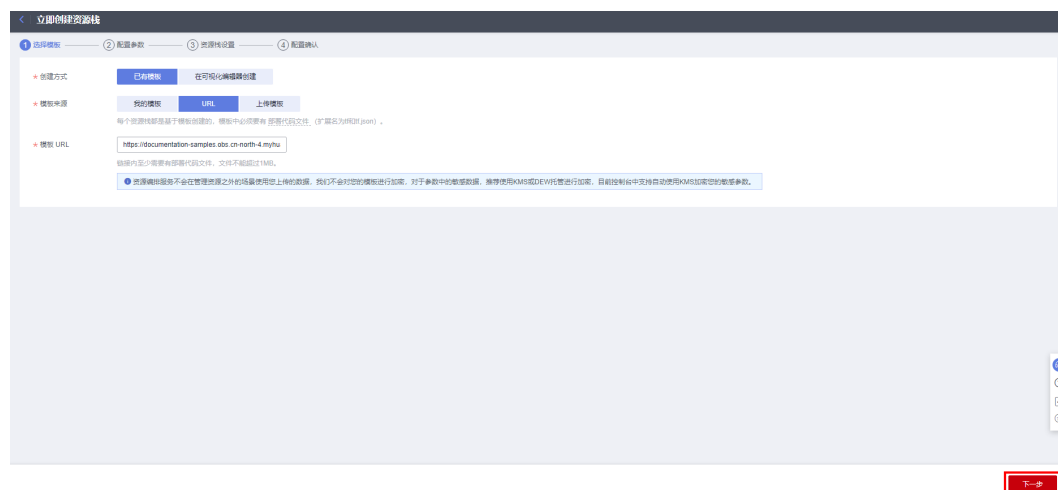 立即创建资源栈
1 选择模板 2 配置参数 3 资源栈设置 4 配置确认
* 创建方式 已有模板 在可视化编辑器创建
* 模板来源 我的模板 URL 上传模板
每个资源栈都是基于模板创建的，模板中必须要有 部署代码文件 （扩展名为tf和tf.json）。
* 模板 URL https://documentation-samples.obs.cn-north-4.myhu
链接内至少需要有部署代码文件，文件不能超过1MB。
资源编排服务不会在管理资源之外的场景使用您上传的数据，我们不会对您的模板进行加密，对于参数中的敏感数据，推荐使用KMS或DEW托管进行加密，目前控制台中支持自动使用KMS加密您的敏感参数。
下一步